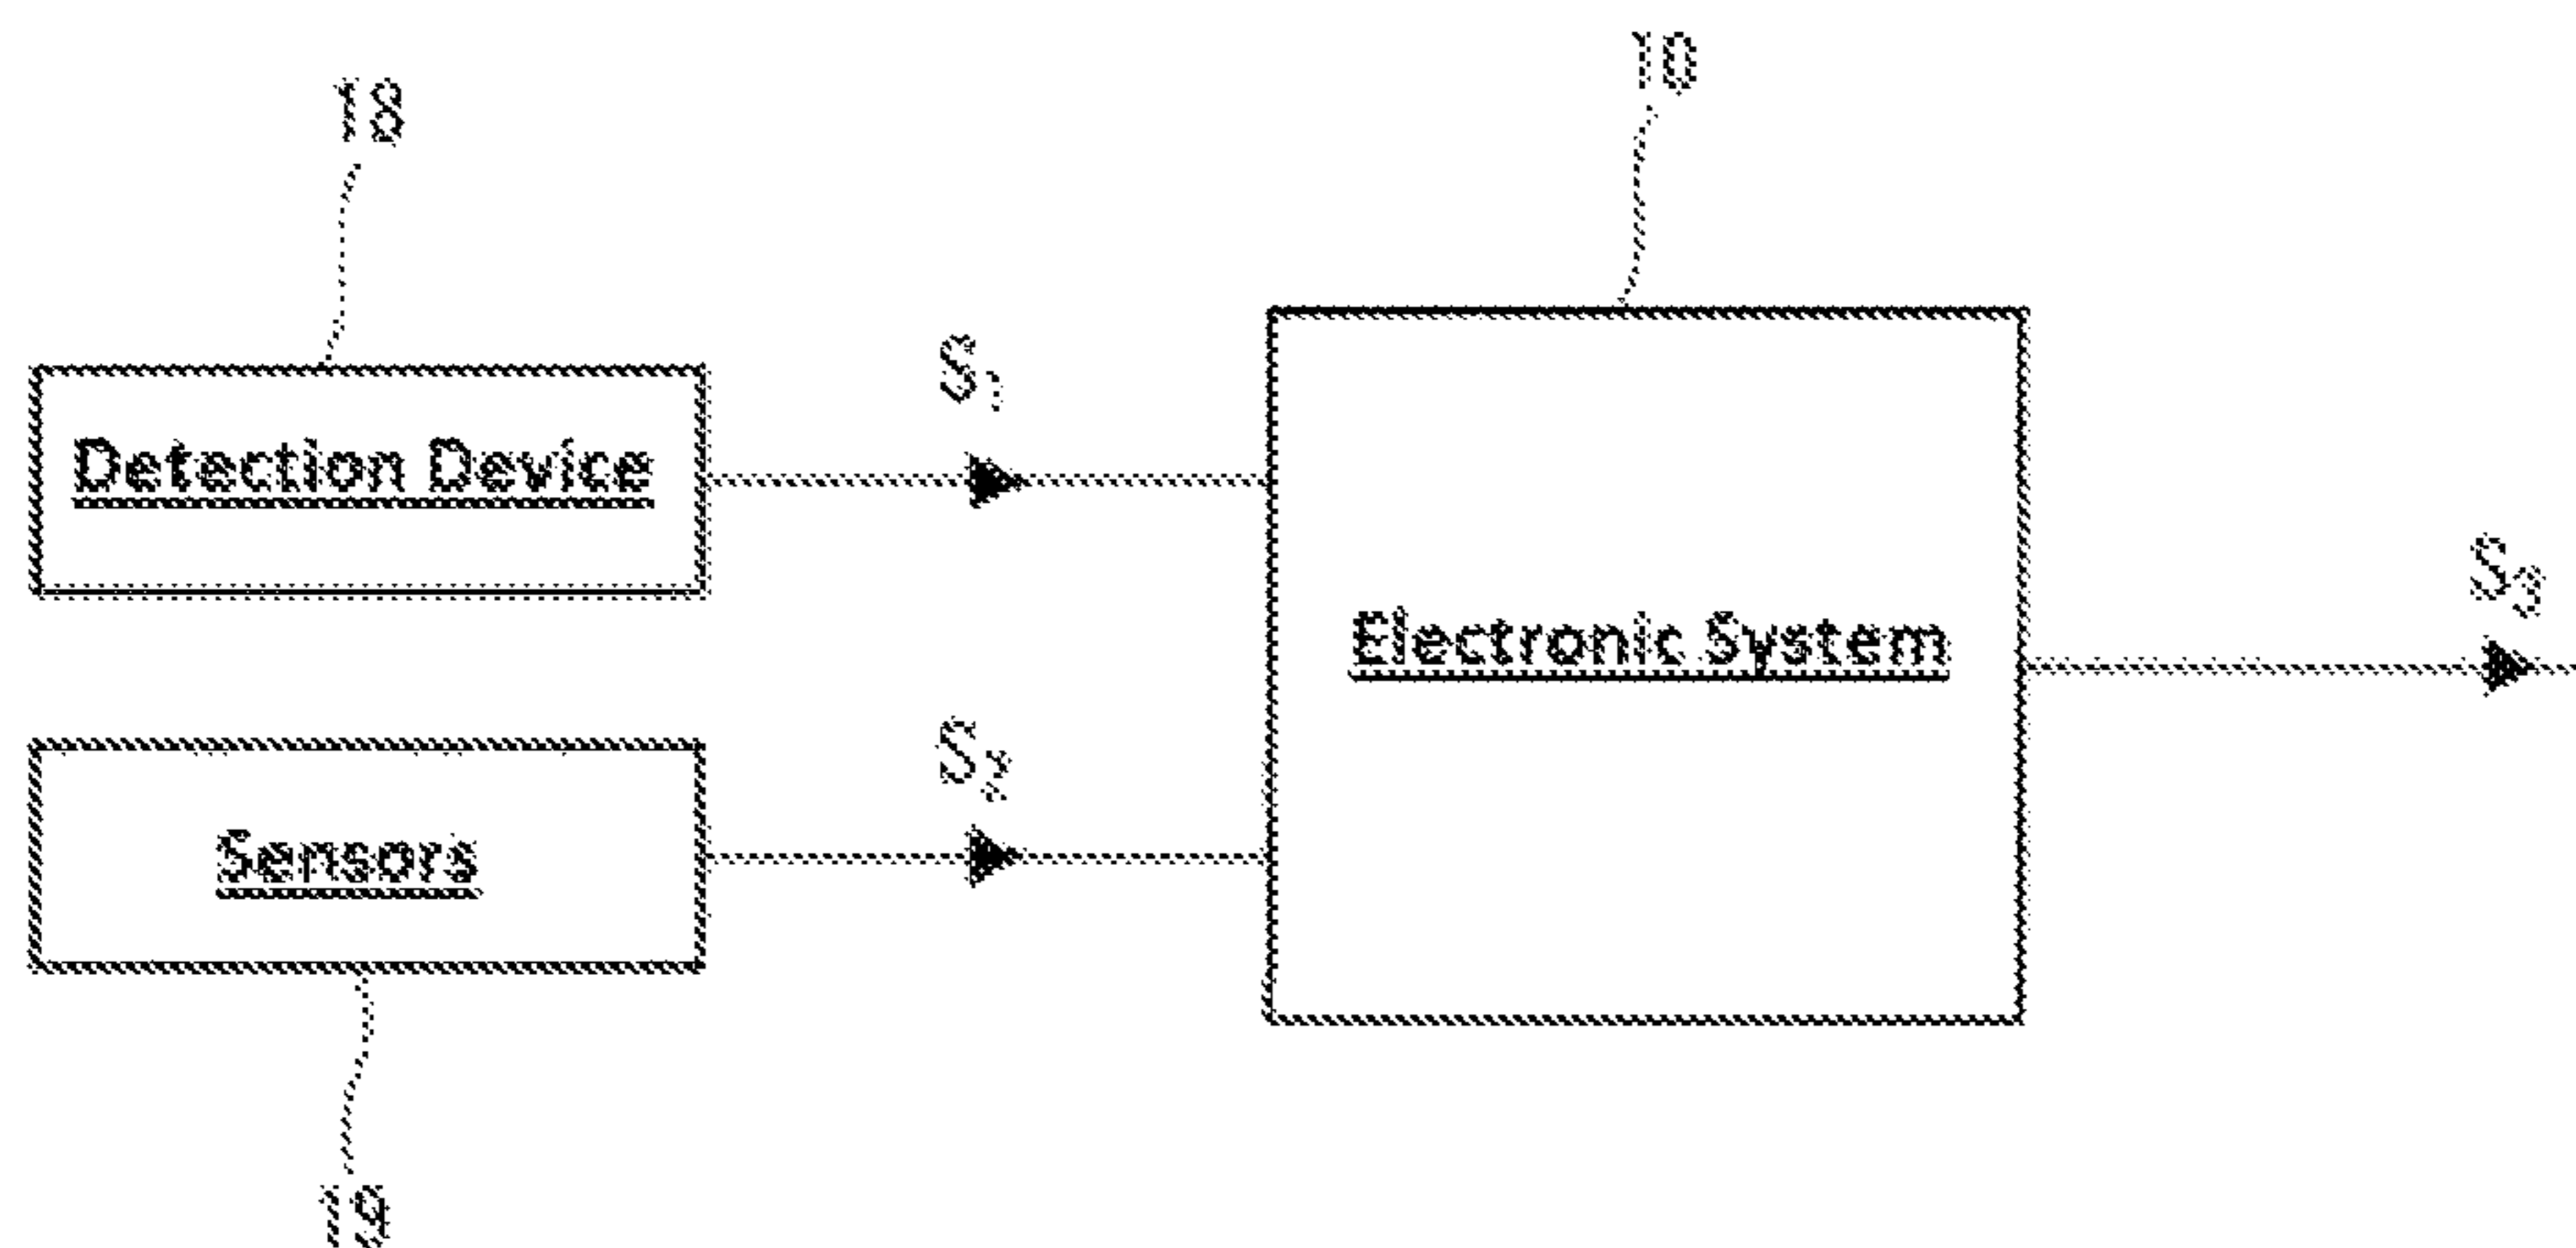 10
18
S1
Detection Device
S3
Electronic System
S2
Sensors
19